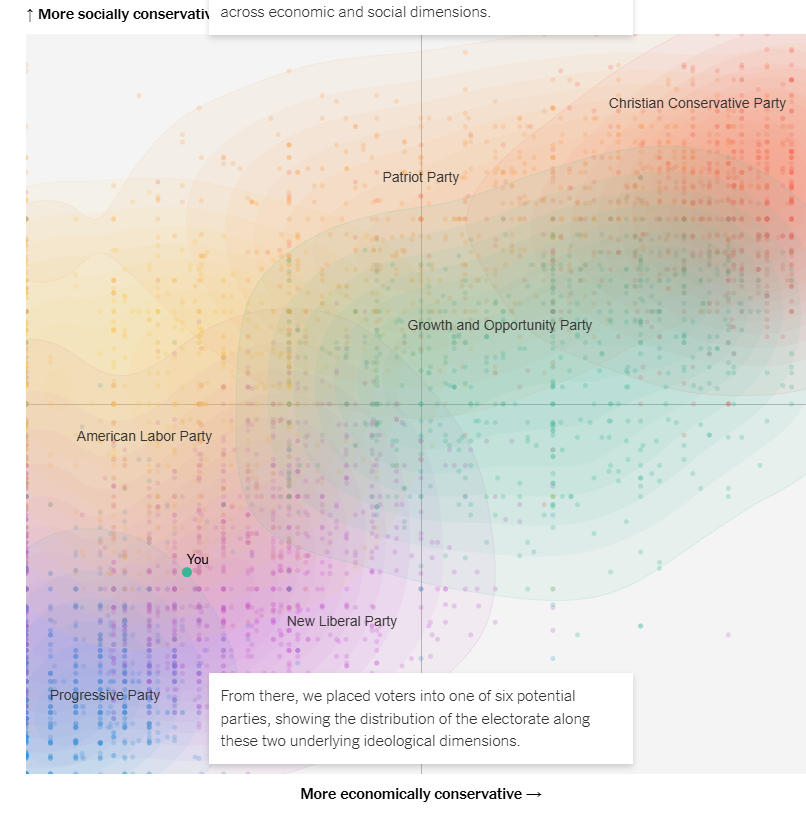 ↑ More socially conservativ
across economic and social dimensions.
Christian Conservative Party
Patriot Party
Growth and Opportunity Party
American Labor Party
You
New Liberal Party
Progressive Party
From there, we placed voters into one of six potential
parties, showing the distribution of the electorate along
these two underlying ideological dimensions.
More economically conservative →